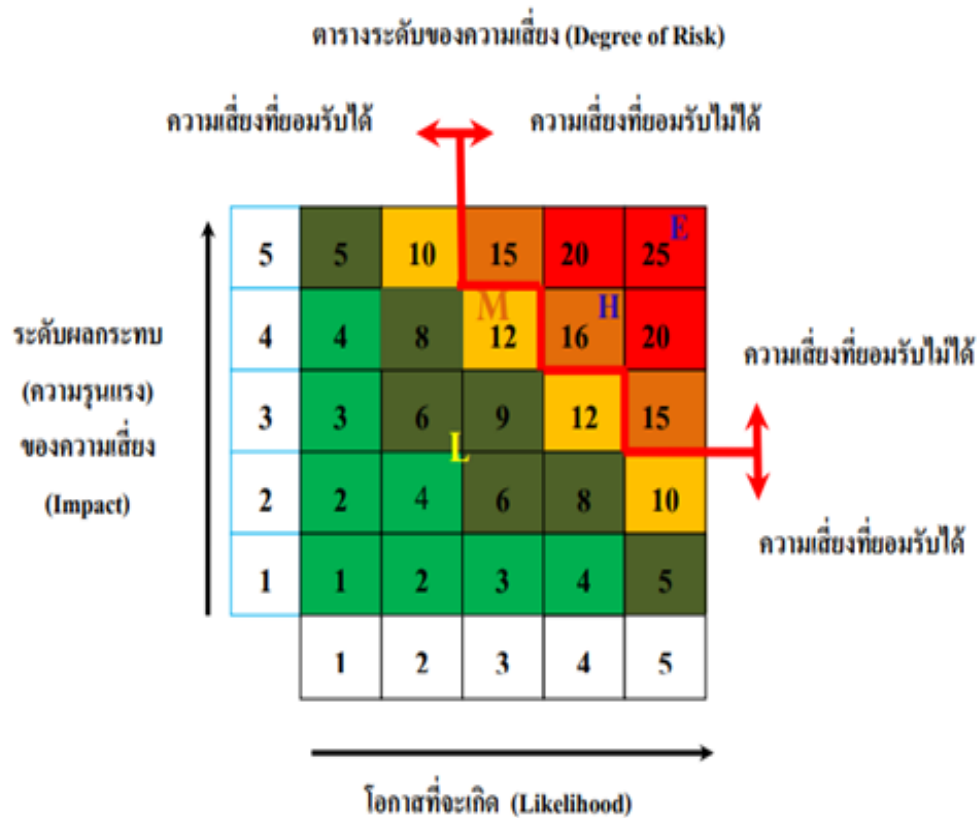 ตารางระดับของความเสี่ยง (Degree of Risk)
ความเสี่ยงที่ยอมรับได้ ความเสี่ยงที่ยอมรับไม่ได้
5 5 10 15 20 25 E
4 4 8 M 12 16 H 20
3 3 6 9 12 15
L
2 2 4 6 8 10
1 1 2 3 4 5
1 2 3 4 5
ระดับผลกระทบ
(ความรุนแรง)
ของความเสี่ยง
(Impact)
ความเสี่ยงที่ยอมรับไม่ได้
ความเสี่ยงที่ยอมรับได้
โอกาสที่จะเกิด (Likelihood)